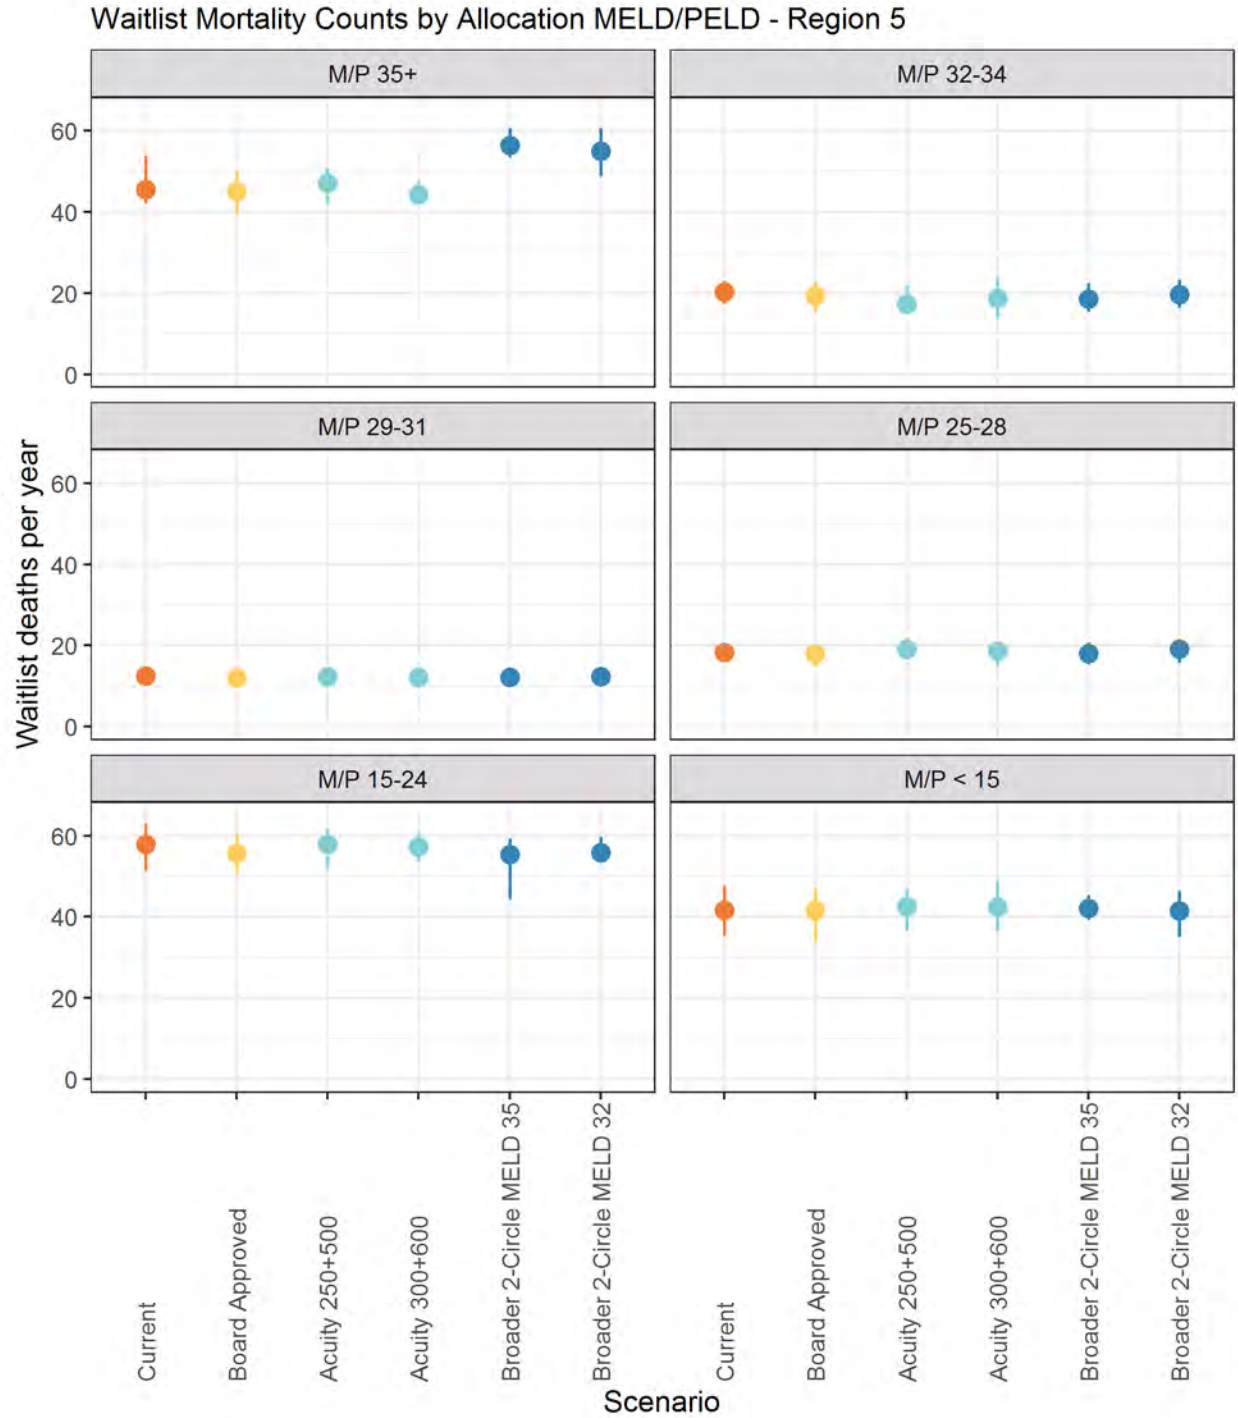 Waitlist Mortality Counts by Allocation MELD/PELD - Region 5
M/P 35+
M/P 32-34
60
40
20
0
M/P 29-31
M/P 25-28
60
40
20
0
M/P 15-24
M/P < 15
60
40
20
0
Waitlist deaths per year
Current
Board Approved
Acuity 250+500
Acuity 300+600
Broader 2-Circle MELD 35
Broader 2-Circle MELD 32
Current
Board Approved
Acuity 250+500
Acuity 300+600
Broader 2-Circle MELD 35
Broader 2-Circle MELD 32
Scenario